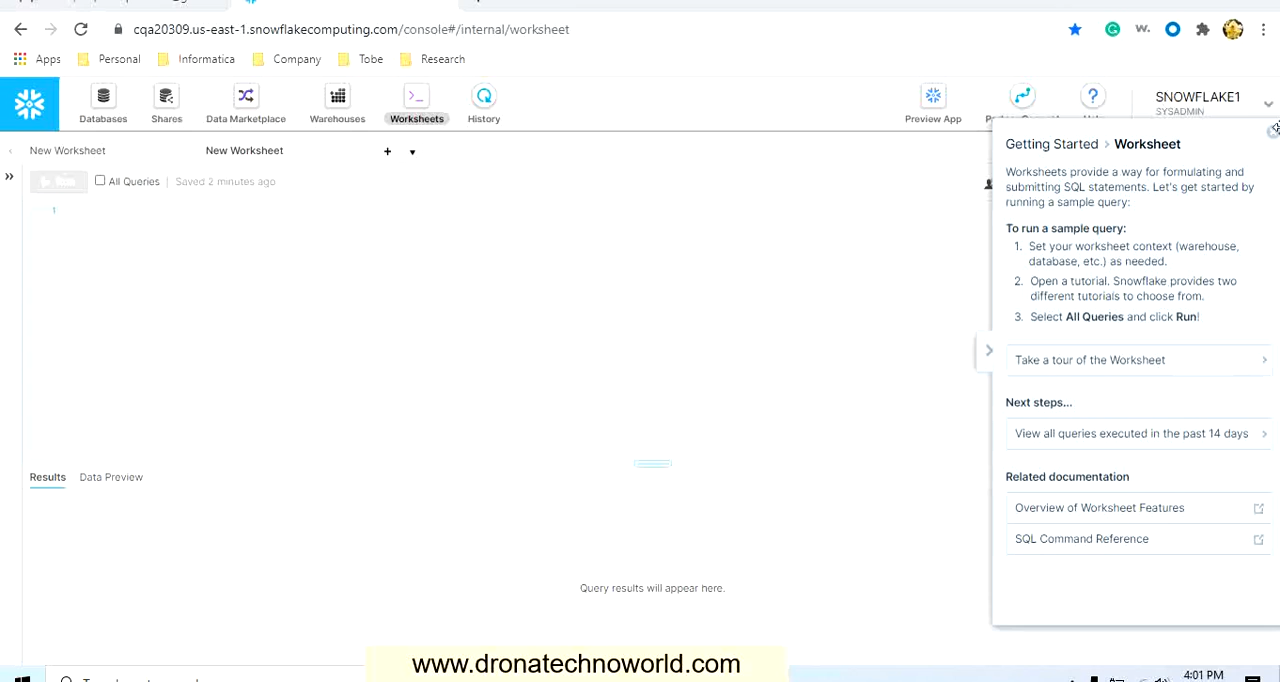 cqa20309.us-east-1.snowflakecomputing.com/console#/internal/worksheet
Apps Personal Informatica Company Tobe Research
Databases Shares Data Marketplace Warehouses Worksheets History Preview App SNOWFLAKE1
SYSADMIN
New Worksheet New Worksheet
All Queries | Saved 2 minutes ago
1
Getting Started > Worksheet
Worksheets provide a way for formulating and
submitting SQL statements. Let's get started by
running a sample query:
To run a sample query:
1. Set your worksheet context (warehouse,
database, etc.) as needed.
2. Open a tutorial. Snowflake provides two
different tutorials to choose from.
3. Select All Queries and click Run!
Take a tour of the Worksheet
Next steps...
View all queries executed in the past 14 days
Related documentation
Overview of Worksheet Features
SQL Command Reference
Results Data Preview
Query results will appear here.
www.dronatechnoworld.com
4:01 PM